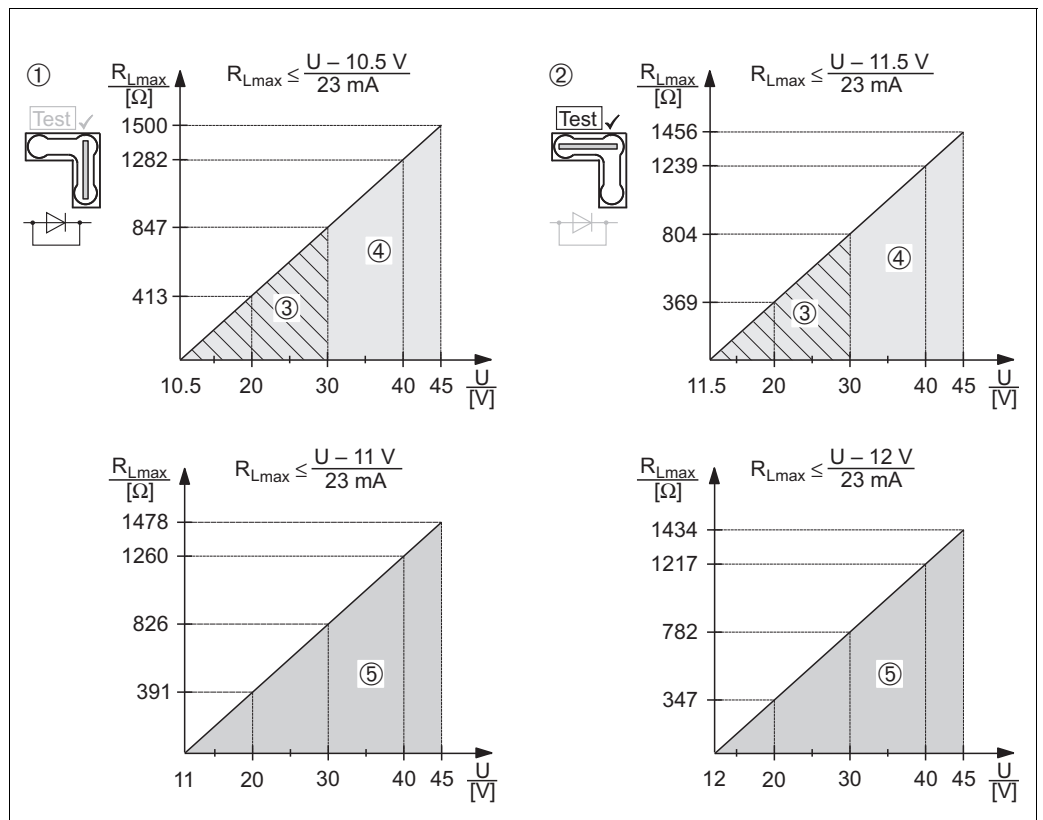 ①
R_Lmax
[Ω]
R_Lmax ≤ U – 10.5 V
23 mA
Test ✓
1500
1282
847
413
③
④
10.5 20 30 40 45 U
[V]
②
R_Lmax
[Ω]
R_Lmax ≤ U – 11.5 V
23 mA
Test ✓
1456
1239
804
369
③
④
11.5 20 30 40 45 U
[V]
R_Lmax
[Ω]
R_Lmax ≤ U – 11 V
23 mA
1478
1260
826
391
⑤
11 20 30 40 45 U
[V]
R_Lmax
[Ω]
R_Lmax ≤ U – 12 V
23 mA
1434
1217
782
347
⑤
12 20 30 40 45 U
[V]